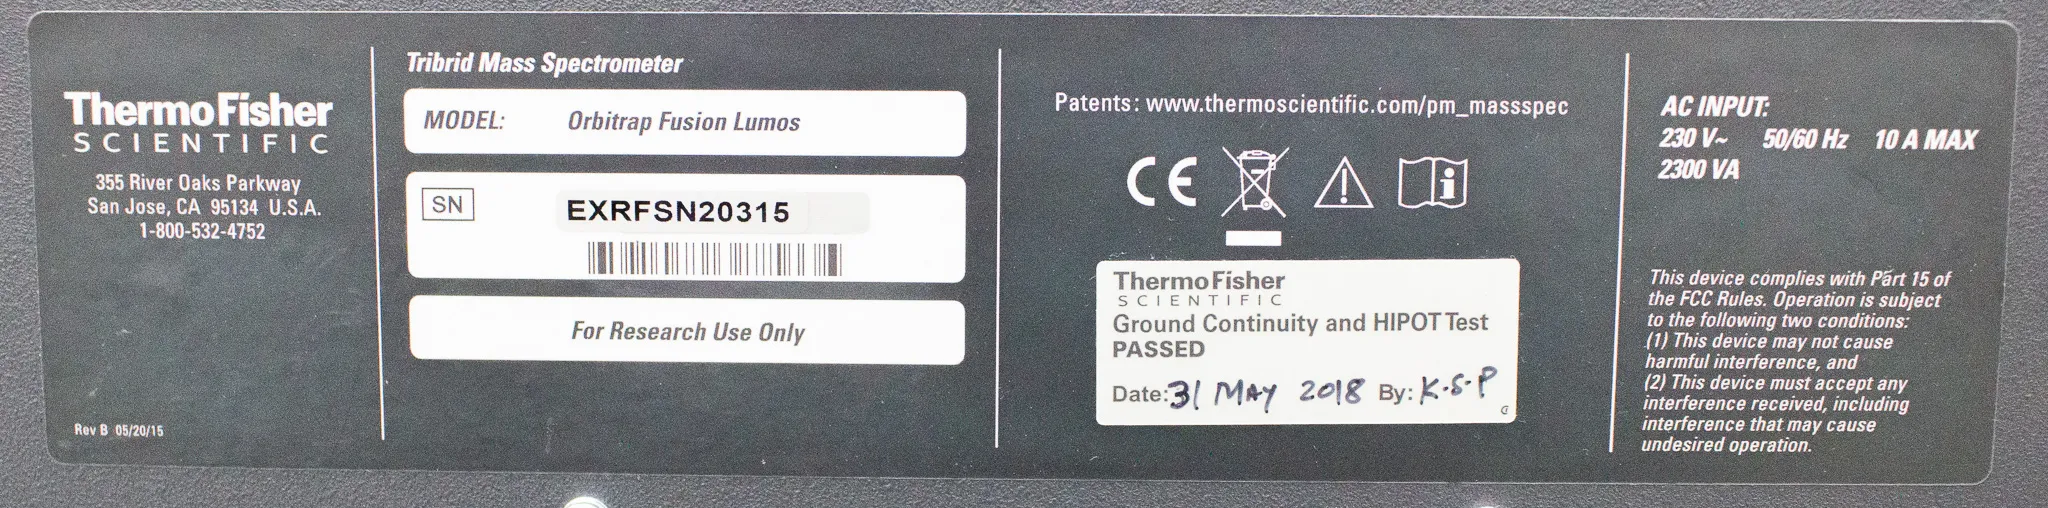 ThermoFisher
SCIENTIFIC
355 River Oaks Parkway
San Jose, CA 95134 U.S.A.
1-800-532-4752
Rev B 05/20/15
Tribrid Mass Spectrometer
MODEL: Orbitrap Fusion Lumos
SN EXRFSN20315
For Research Use Only
Patents: www.thermoscientific.com/pm_massspec
CE
ThermoFisher
SCIENTIFIC
Ground Continuity and HIPOT Test
PASSED
Date: 31 MAY 2018 By: K.S.P
AC INPUT:
230 V~ 50/60 Hz 10 A MAX
2300 VA
This device complies with Part 15 of
the FCC Rules. Operation is subject
to the following two conditions:
(1) This device may not cause
harmful interference, and
(2) This device must accept any
interference received, including
interference that may cause
undesired operation.